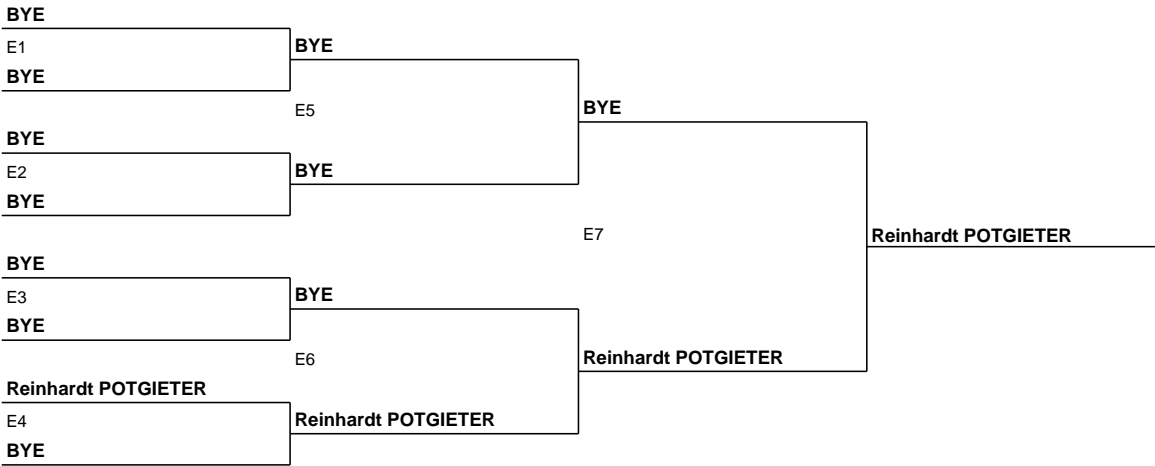 BYE
E1
BYE
BYE
E5
BYE
BYE
E2
BYE
BYE
E7
Reinhardt POTGIETER
BYE
E3
BYE
BYE
E6
Reinhardt POTGIETER
Reinhardt POTGIETER
E4
Reinhardt POTGIETER
BYE